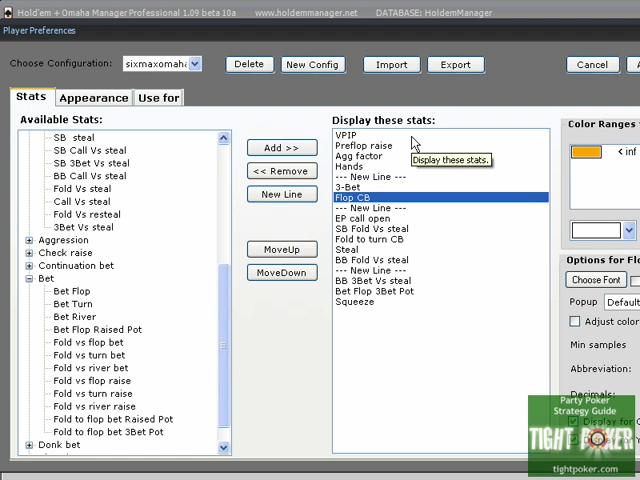 Hold'em + Omaha Manager Professional 1.09 beta 10a www.holdemmanager.net DATABASE: HoldemManager
Player Preferences
Choose Configuration: sixmaxomaha Delete New Config Import Export Cancel
Stats Appearance Use for
Available Stats:
SB steal
SB Call Vs steal
SB 3Bet Vs steal
BB Call Vs steal
Fold Vs steal
Call Vs steal
Fold Vs resteal
3Bet Vs steal
Aggression
Check raise
Continuation bet
Bet
Bet Flop
Bet Turn
Bet River
Bet Flop Raised Pot
Fold vs flop bet
Fold vs turn bet
Fold vs river bet
Fold vs flop raise
Fold vs turn raise
Fold vs river raise
Fold to flop bet Raised Pot
Fold to flop bet 3Bet Pot
Donk bet
Add >>
<< Remove
New Line
MoveUp
MoveDown
Display these stats:
VPIP
Preflop raise
Agg factor
Hands
--- New Line ---
3-Bet
Flop CB
--- New Line ---
EP call open
SB Fold Vs steal
Fold to turn CB
Steal
BB Fold Vs steal
--- New Line ---
BB 3Bet Vs steal
Bet Flop 3Bet Pot
Squeeze
Display these stats.
Color Ranges
< inf
Options for Flo
Choose Font
Popup Default
Adjust color
Min samples
Abbreviation:
Decimals:
Display for
Party Poker
Strategy Guide
TIGHT POKER
tightpoker.com